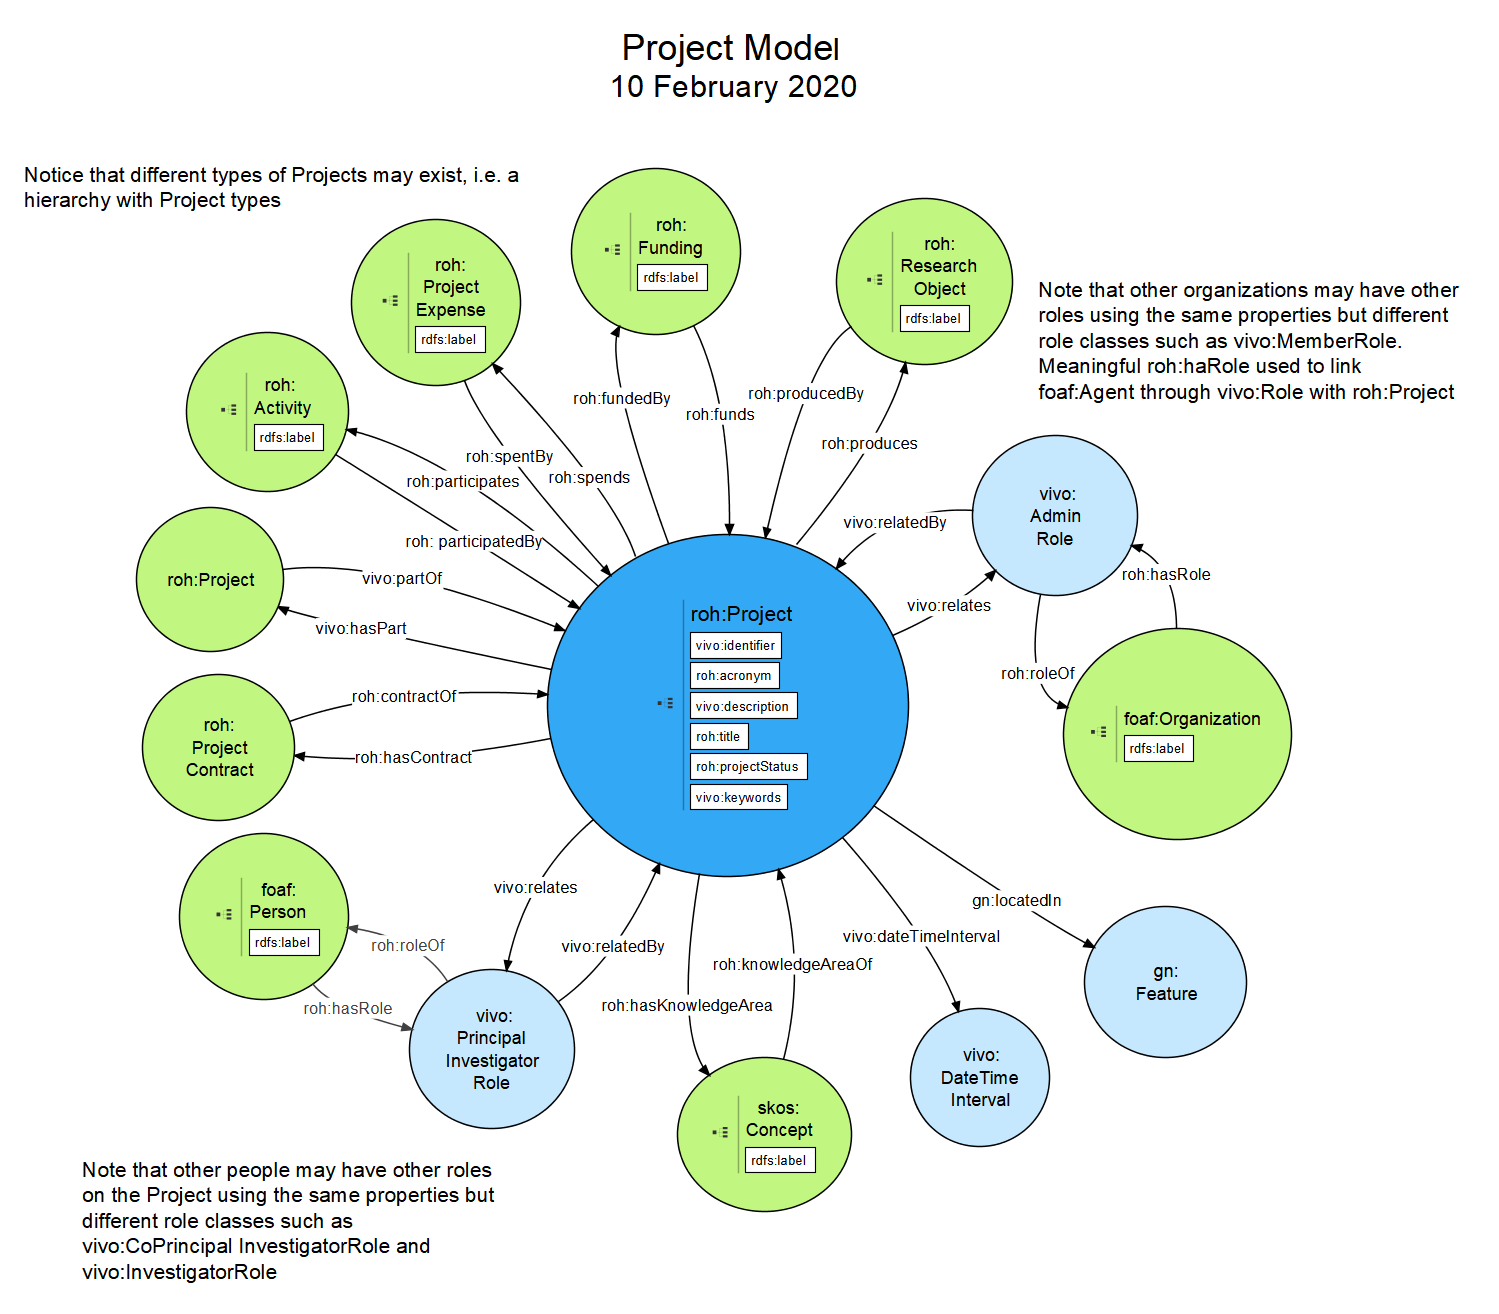 Project Model
10 February 2020
Notice that different types of Projects may exist, i.e. a
hierarchy with Project types
roh:
Funding
rdfs:label
roh:
Research
Object
rdfs:label
roh:
Project
Expense
rdfs:label
Note that other organizations may have other
roles using the same properties but different
role classes such as vivo:MemberRole.
Meaningful roh:haRole used to link
foaf:Agent through vivo:Role with roh:Project
roh:
Activity
rdfs:label
roh:fundedBy
roh:funds
roh:producedBy
roh:produces
roh:spentBy
roh:spends
roh:participates
roh: participatedBy
vivo:relatedBy
vivo:
Admin
Role
roh:hasRole
vivo:relates
roh:roleOf
roh:Project
vivo:partOf
vivo:hasPart
roh:Project
vivo:identifier
roh:acronym
vivo:description
roh:title
roh:projectStatus
vivo:keywords
foaf:Organization
rdfs:label
roh:
Project
Contract
roh:contractOf
roh:hasContract
foaf:
Person
rdfs:label
vivo:relates
roh:roleOf
vivo:relatedBy
roh:hasRole
vivo:
Principal
Investigator
Role
roh:hasKnowledgeArea
roh:knowledgeAreaOf
vivo:dateTimeInterval
gn:locatedIn
gn:
Feature
vivo:
DateTime
Interval
skos:
Concept
rdfs:label
Note that other people may have other roles
on the Project using the same properties but
different role classes such as
vivo:CoPrincipal InvestigatorRole and
vivo:InvestigatorRole